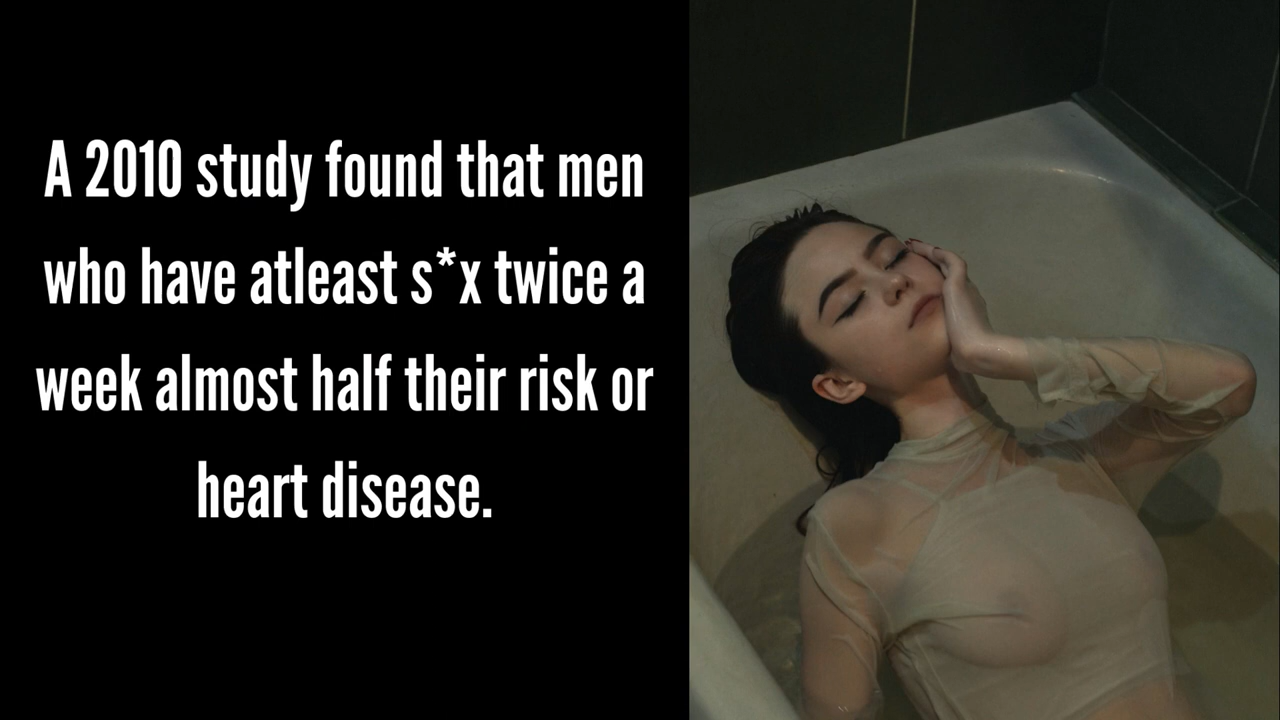 A 2010 study found that men
who have atleast s*x twice a
week almost half their risk or
heart disease.